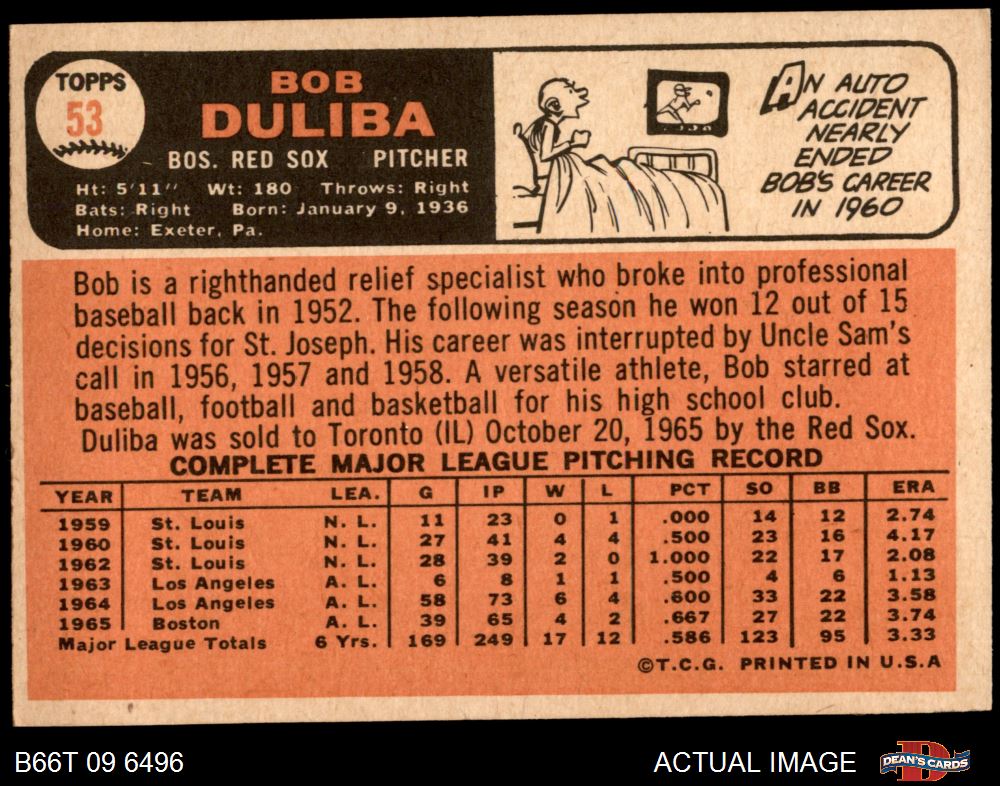 TOPPS
53
BOB
DULIBA
BOS. RED SOX PITCHER
Ht: 5'11" Wt: 180 Throws: Right
Bats: Right Born: January 9, 1936
Home: Exeter, Pa.
AN AUTO
ACCIDENT
NEARLY
ENDED
BOB'S CAREER
IN 1960
Bob is a righthanded relief specialist who broke into professional
baseball back in 1952. The following season he won 12 out of 15
decisions for St. Joseph. His career was interrupted by Uncle Sam's
call in 1956, 1957 and 1958. A versatile athlete, Bob starred at
baseball, football and basketball for his high school club.
Duliba was sold to Toronto (IL) October 20, 1965 by the Red Sox.
COMPLETE MAJOR LEAGUE PITCHING RECORD
YEAR TEAM LEA. G IP W L PCT SO BB ERA
1959 St. Louis N. L. 11 23 0 1 .000 14 12 2.74
1960 St. Louis N. L. 27 41 4 4 .500 23 16 4.17
1962 St. Louis N. L. 28 39 2 0 1.000 22 17 2.08
1963 Los Angeles A. L. 6 8 1 1 .500 4 6 1.13
1964 Los Angeles A. L. 58 73 6 4 .600 33 22 3.58
1965 Boston A. L. 39 65 4 2 .667 27 22 3.74
Major League Totals 6 Yrs. 169 249 17 12 .586 123 95 3.33
©T.C.G. PRINTED IN U.S.A
B66T 09 6496
ACTUAL IMAGE
D
DEAN'S CARDS